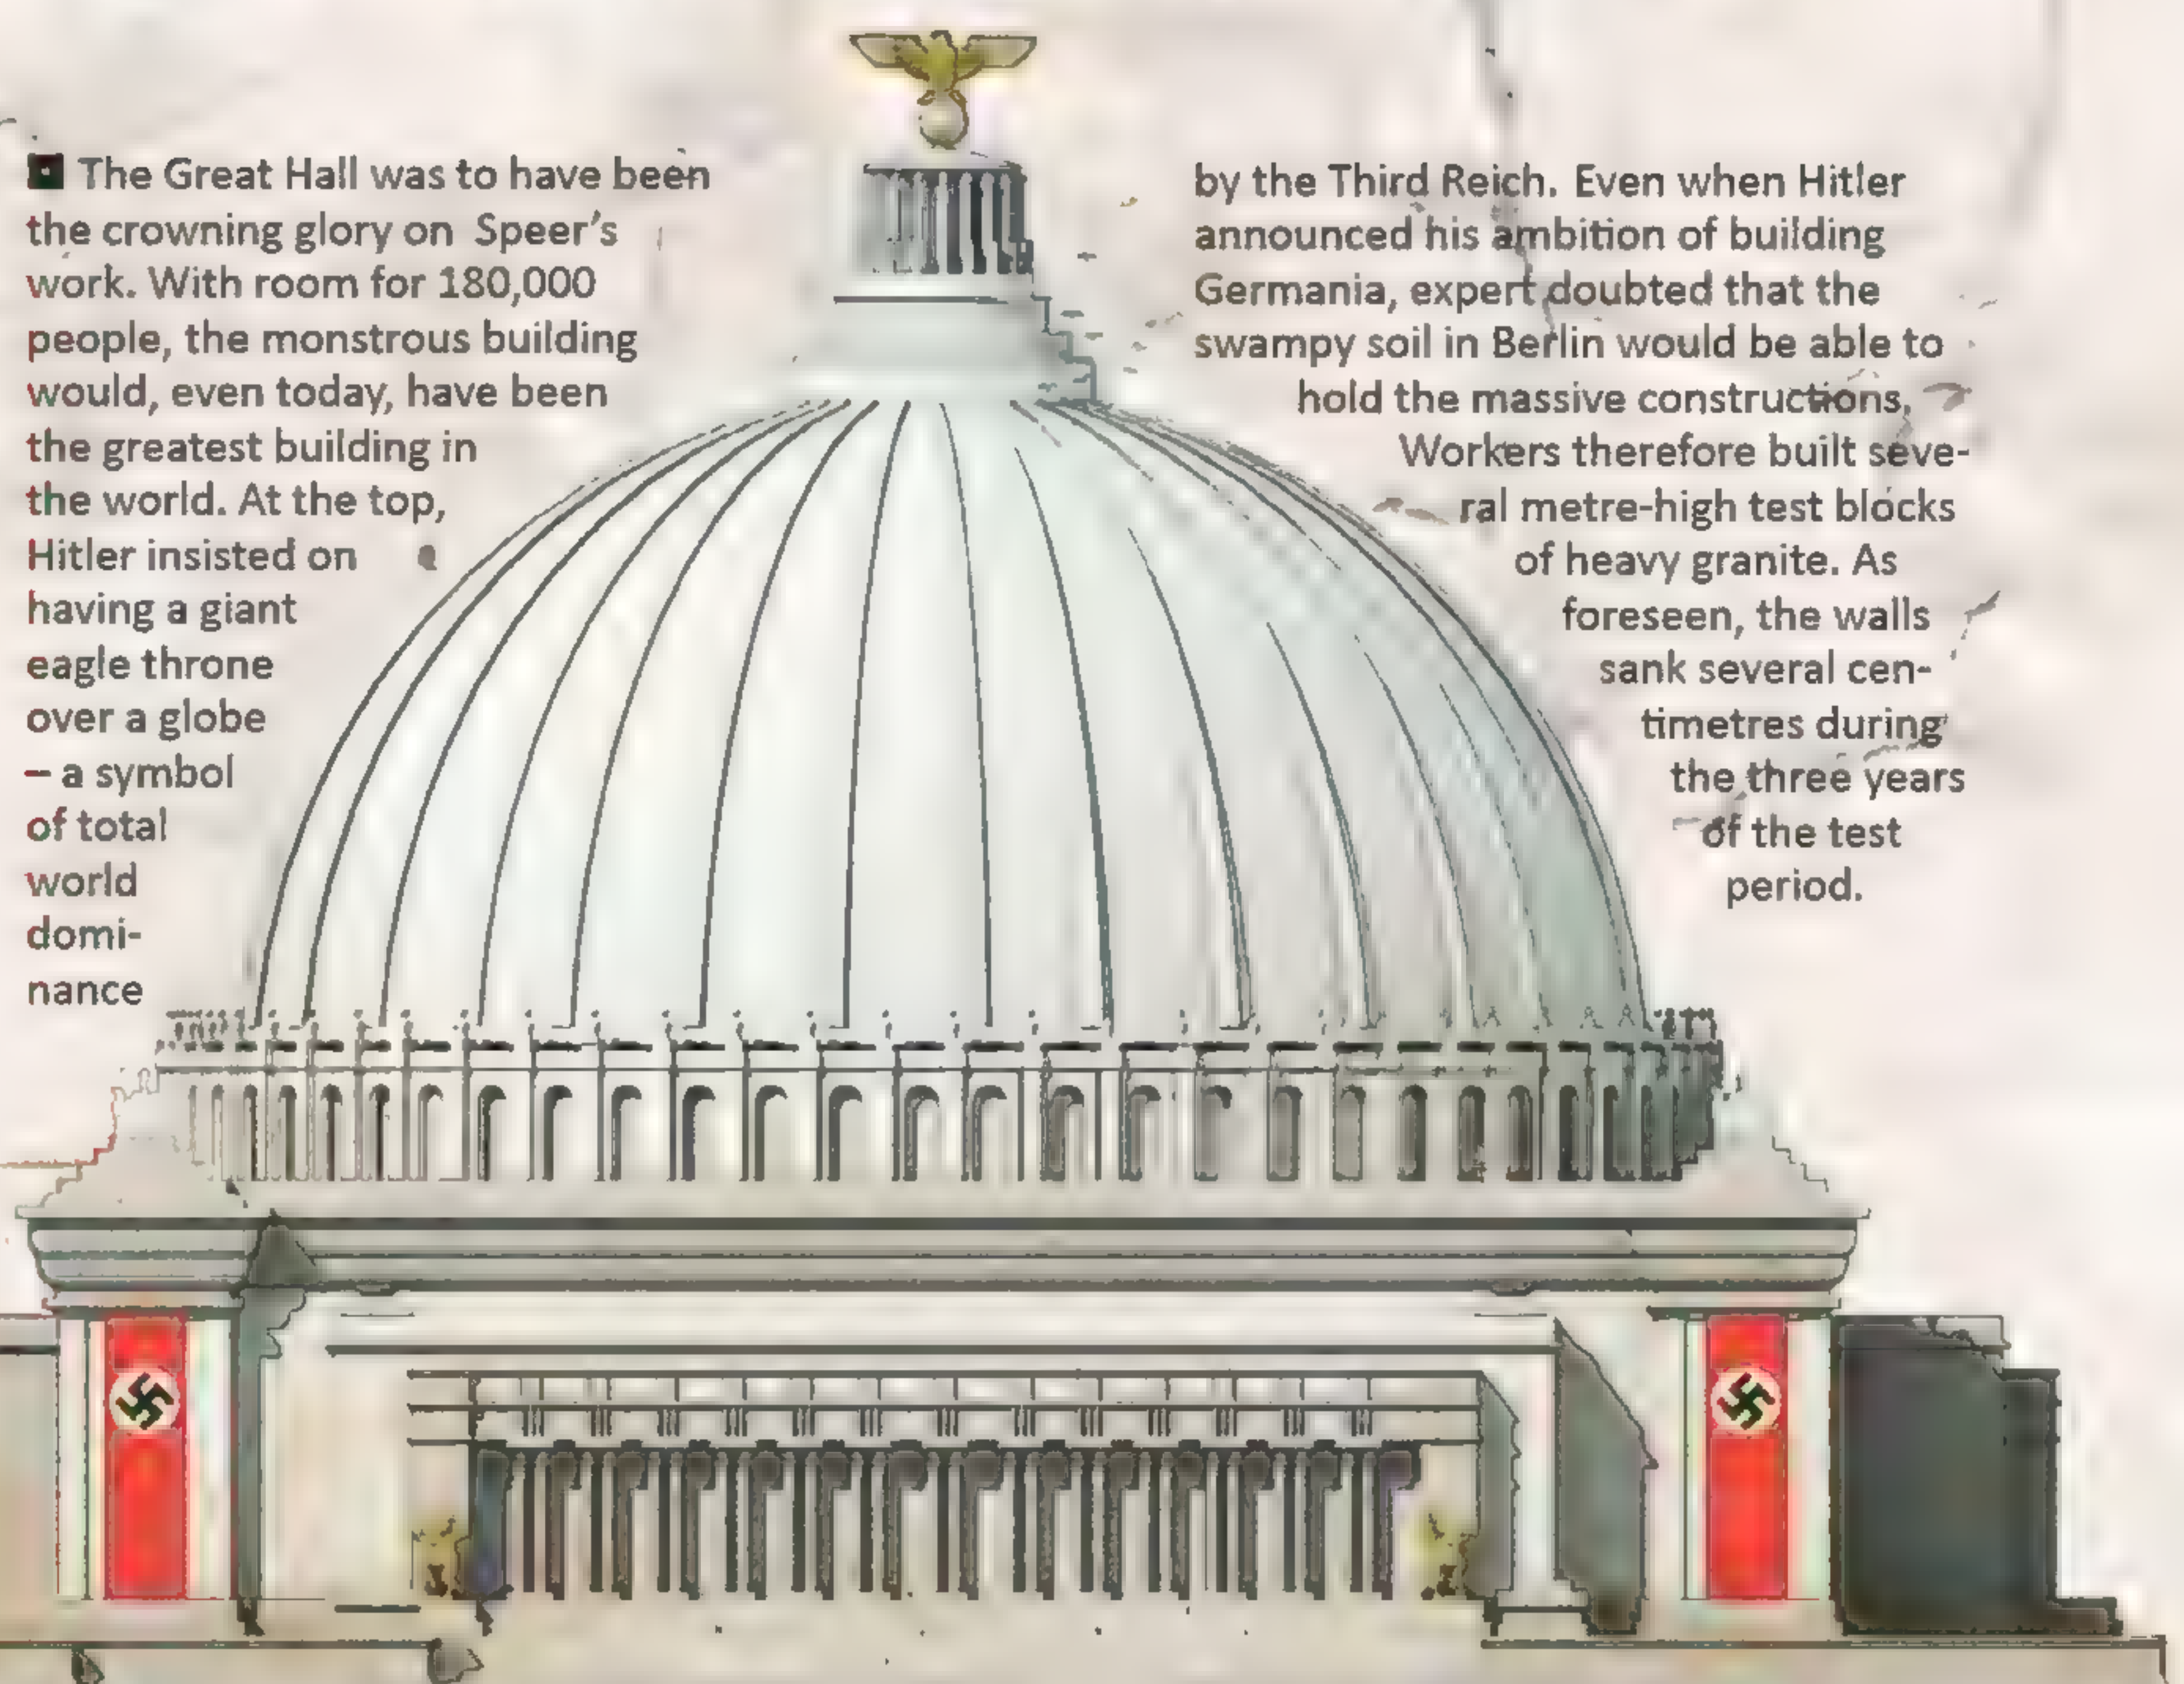 The Great Hall was to have been
the crowning glory on Speer's
work. With room for 180,000
people, the monstrous building
would, even today, have been
the greatest building in
the world. At the top,
Hitler insisted on
having a giant
eagle throne
over a globe
– a symbol
of total
world
domi-
nance
by the Third Reich. Even when Hitler
announced his ambition of building
Germania, expert doubted that the
swampy soil in Berlin would be able to
hold the massive constructions,
Workers therefore built seve-
ral metre-high test blocks
of heavy granite. As
foreseen, the walls
sank several cen-
timetres during
the three years
of the test
period.